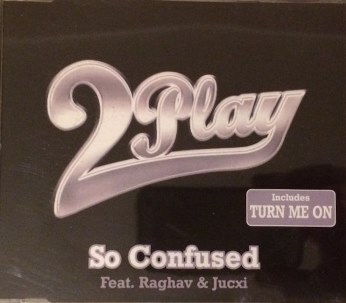 2Play
Includes
TURN ME ON
So Confused
Feat. Raghav & Jucxi